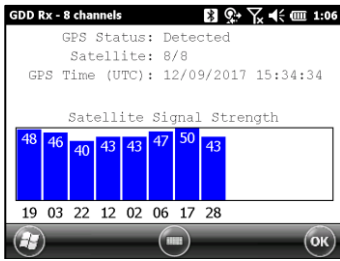 GDD Rx - 8 channels 1:06
GPS Status: Detected
Satellite: 8/8
GPS Time (UTC): 12/09/2017 15:34:34
Satellite Signal Strength
48 46 40 43 43 47 50 43
19 03 22 12 02 06 17 28
OK